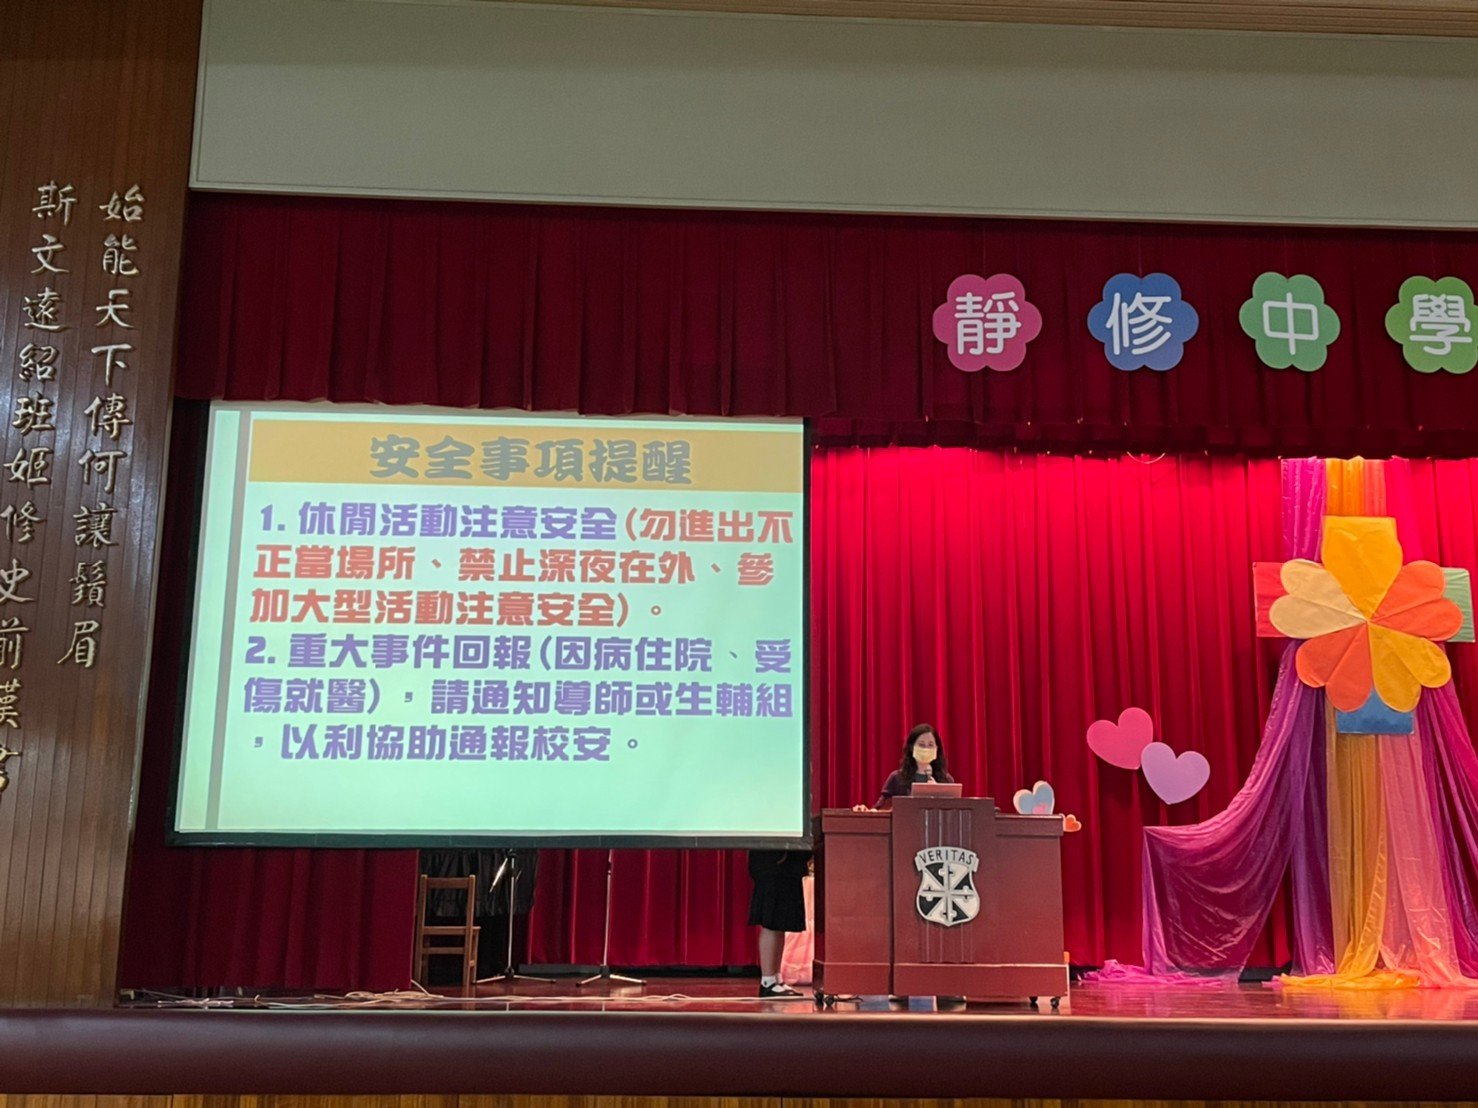 始能天下傳何讓鬚眉
斯文遠紹班姬修史前漢書
靜修中學
安全事項提醒
1. 休閒活動注意安全(勿進出不
正當場所、禁止深夜在外、參
加大型活動注意安全)。
2. 重大事件回報(因病住院、受
傷就醫)，請通知導師或生輔組
，以利協助通報校安。
VERITAS